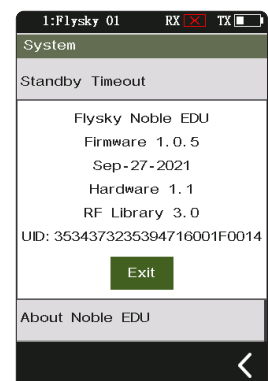 1:Flysky 01 RX TX
System
Standby Timeout
Flysky Noble EDU
Firmware 1.0.5
Sep-27-2021
Hardware 1.1
RF Library 3.0
UID: 3534373235394716001F0014
Exit
About Noble EDU